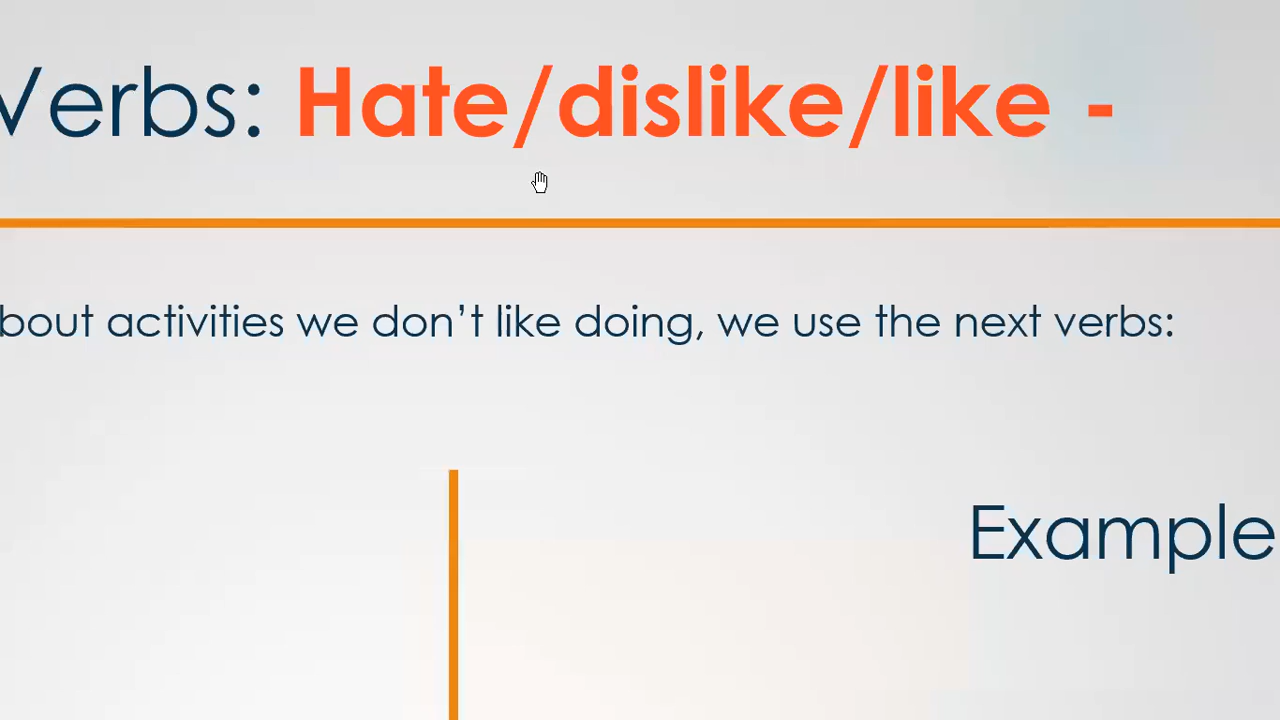 Verbs: Hate/dislike/like -
bout activities we don’t like doing, we use the next verbs:
Example